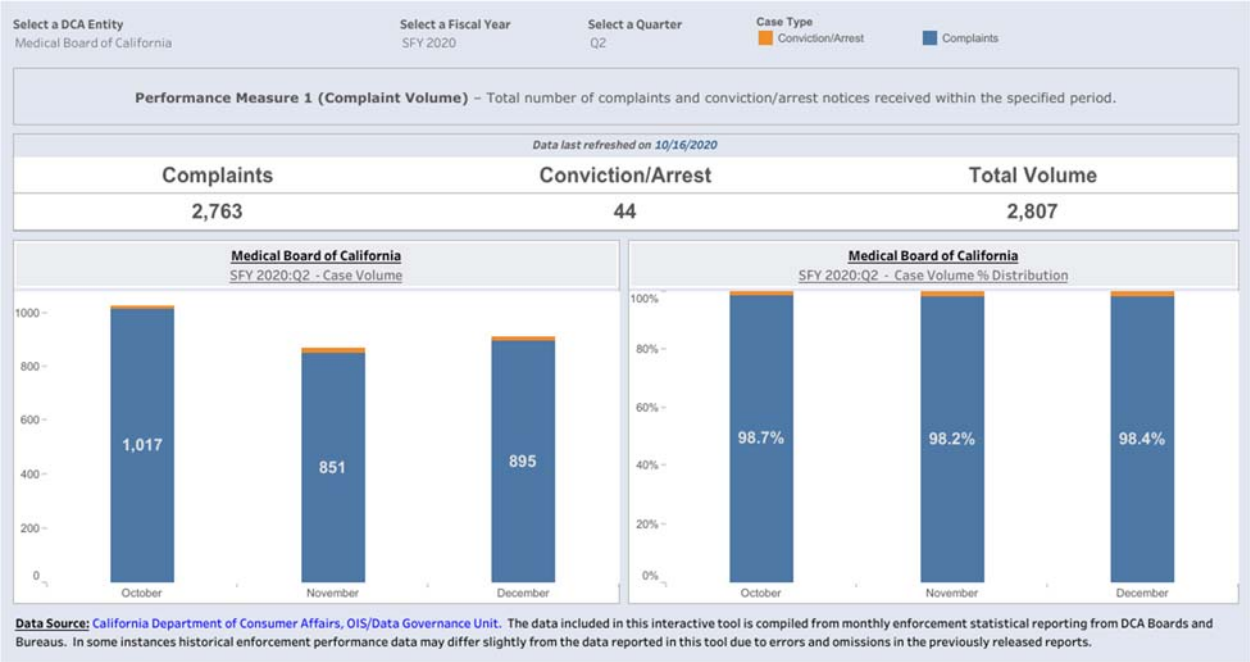 Select a DCA Entity
Medical Board of California
Select a Fiscal Year
SFY 2020
Select a Quarter
Q2
Case Type
Conviction/Arrest
Complaints
Performance Measure 1 (Complaint Volume) – Total number of complaints and conviction/arrest notices received within the specified period.
Data last refreshed on 10/16/2020
Complaints Conviction/Arrest Total Volume
2,763 44 2,807
Medical Board of California
SFY 2020:Q2 - Case Volume
1000
800
600
400
200
0
1,017
851
895
October November December
Medical Board of California
SFY 2020:Q2 - Case Volume % Distribution
100%
80%
60%
40%
20%
0%
98.7%
98.2%
98.4%
October November December
Data Source: California Department of Consumer Affairs, OIS/Data Governance Unit. The data included in this interactive tool is compiled from monthly enforcement statistical reporting from DCA Boards and
Bureaus. In some instances historical enforcement performance data may differ slightly from the data reported in this tool due to errors and omissions in the previously released reports.